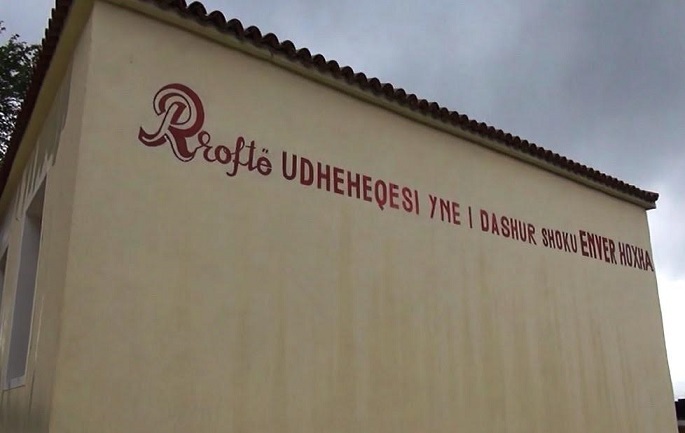 Rroftë UDHEHEQESI YNE I DASHUR SHOKU ENVER HOXHA